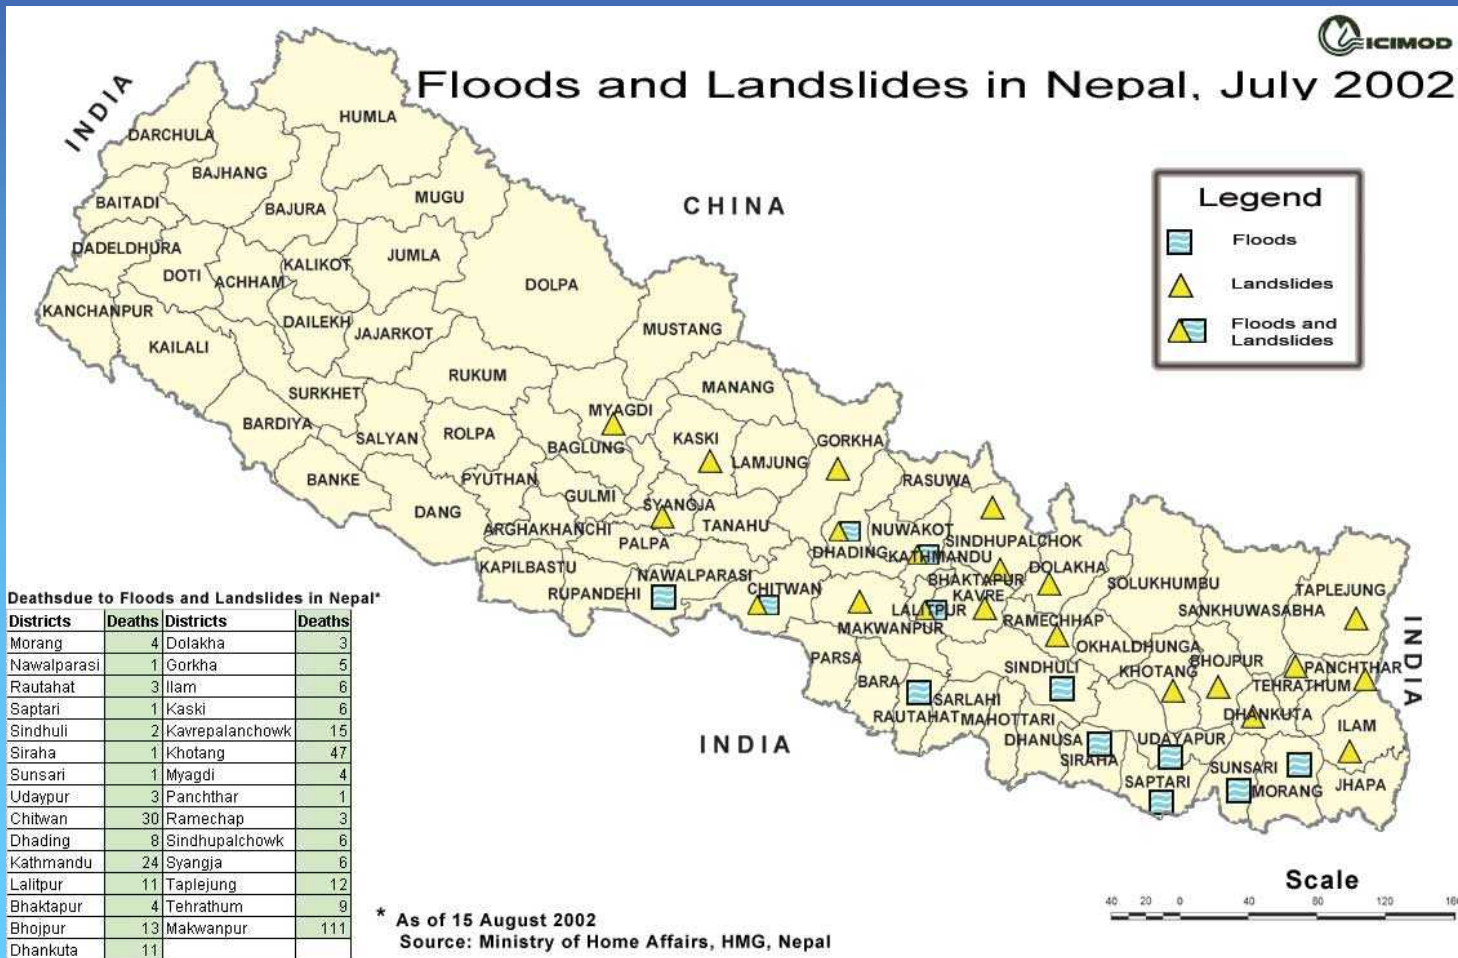 ICIMOD
Floods and Landslides in Nepal, July 2002
INDIA
CHINA
INDIA
INDIA
Legend
Floods
Landslides
Floods and
Landslides
HUMLA
DARCHULA
BAJHANG
BAITADI
BAJURA
MUGU
DADELDHURA
DOTI
ACHHAM
KALIKOT
JUMLA
DOLPA
KANCHANPUR
KAILALI
DAILEKH
JAJARKOT
MUSTANG
SURKHET
RUKUM
MANANG
BARDIYA
SALYAN
ROLPA
MYAGDI
BAGLUNG
KASKI
LAMJUNG
GORKHA
BANKE
PYUTHAN
GULMI
RASUWA
DANG
ARGHAKHANCHI
SYANGJA
TANAHU
PALPA
DHADING
NUWAKOT
SINDHUPALCHOK
KATHMANDU
KAPILBASTU
RUPANDEHI
NAWALPARASI
CHITWAN
BHAKTAPUR
KAVRE
LALITPUR
DOLAKHA
SOLUKHUMBU
SANKHUWASABHA
TAPLEJUNG
MAKWANPUR
RAMECHHAP
OKHALDHUNGA
PARSA
BARA
SINDHULI
KHOTANG
BHOJPUR
TEHRATHUM
PANCHTHAR
RAUTAHAT
SARLAHI
MAHOTTARI
DHANUSA
SIRAHA
UDAYAPUR
DHANKUTA
ILAM
SAPTARI
SUNSARI
MORANG
JHAPA
Deathsdue to Floods and Landslides in Nepal*
Districts Deaths Districts Deaths
Morang 4 Dolakha 3
Nawalparasi 1 Gorkha 5
Rautahat 3 Ilam 6
Saptari 1 Kaski 6
Sindhuli 2 Kavrepalanchowk 15
Siraha 1 Khotang 47
Sunsari 1 Myagdi 4
Udaypur 3 Panchthar 1
Chitwan 30 Ramechap 3
Dhading 8 Sindhupalchowk 6
Kathmandu 24 Syangja 6
Lalitpur 11 Taplejung 12
Bhaktapur 4 Tehrathum 9
Bhojpur 13 Makwanpur 111
Dhankuta 11
* As of 15 August 2002
Source: Ministry of Home Affairs, HMG, Nepal
Scale
40 20 0 40 80 120